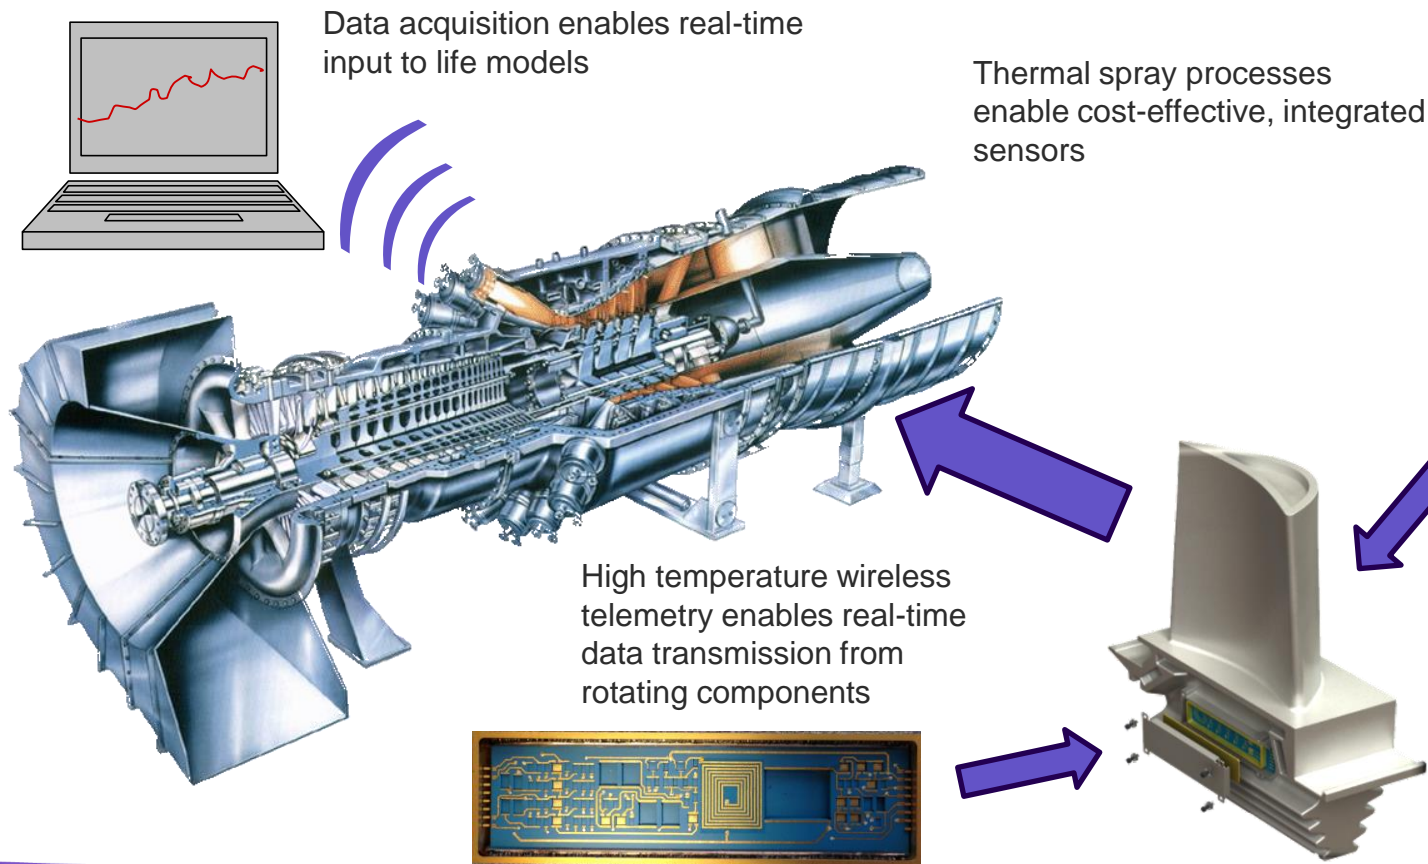 Data acquisition enables real-time
input to life models
Thermal spray processes
enable cost-effective, integrated
sensors
High temperature wireless
telemetry enables real-time
data transmission from
rotating components